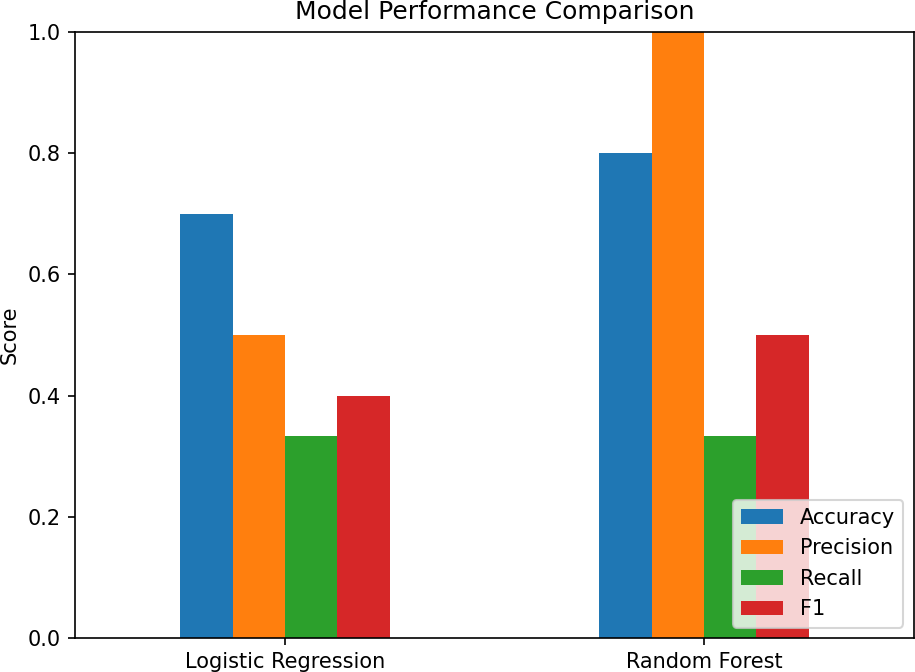 Model Performance Comparison
1.0
0.8
0.6
0.4
0.2
0.0
Score
Logistic Regression
Random Forest
Accuracy
Precision
Recall
F1